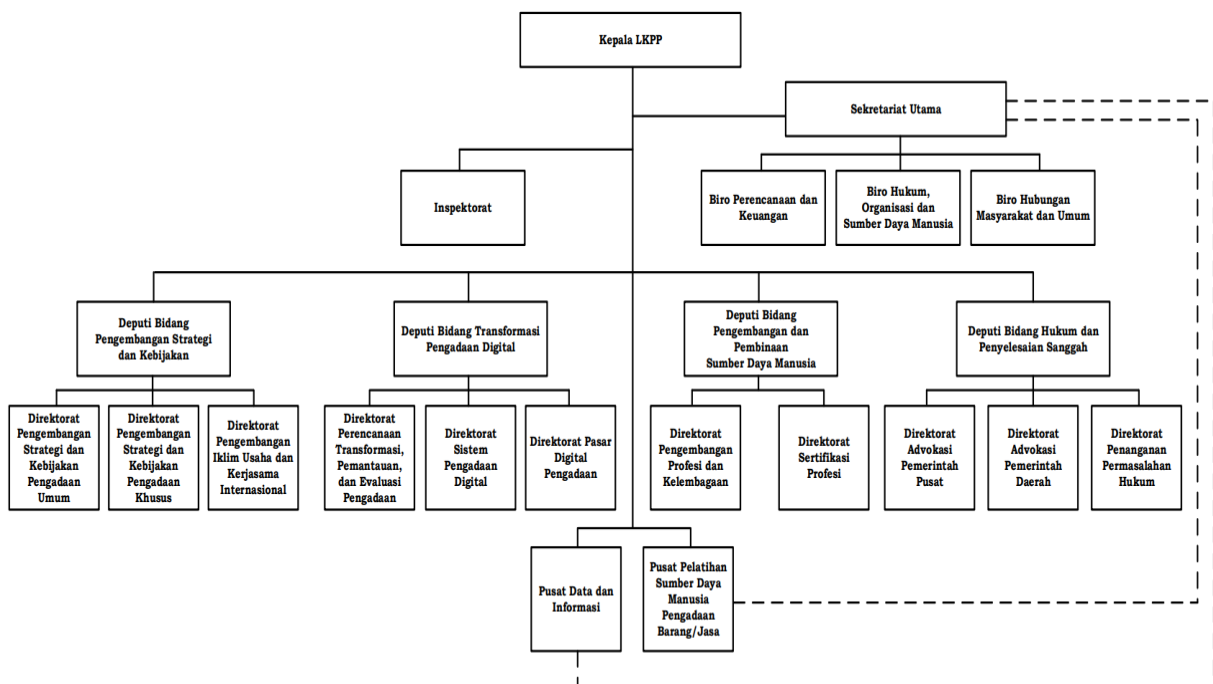 Kepala LKPP
Sekretariat Utama
Inspektorat
Biro Perencanaan dan
Keuangan
Biro Hukum,
Organisasi dan
Sumber Daya Manusia
Biro Hubungan
Masyarakat dan Umum
Deputi Bidang
Pengembangan Strategi
dan Kebijakan
Deputi Bidang Transformasi
Pengadaan Digital
Deputi Bidang
Pengembangan dan
Pembinaan
Sumber Daya Manusia
Deputi Bidang Hukum dan
Penyelesaian Sanggah
Direktorat
Pengembangan
Strategi dan
Kebijakan
Pengadaan
Umum
Direktorat
Pengembangan
Strategi dan
Kebijakan
Pengadaan
Khusus
Direktorat
Pengembangan
Iklim Usaha dan
Kerjasama
Internasional
Direktorat
Perencanaan
Transformasi,
Pemantauan,
dan Evaluasi
Pengadaan
Direktorat
Sistem
Pengadaan
Digital
Direktorat Pasar
Digital
Pengadaan
Direktorat
Pengembangan
Profesi dan
Kelembagaan
Direktorat
Sertifikasi
Profesi
Direktorat
Advokasi
Pemerintah
Pusat
Direktorat
Advokasi
Pemerintah
Daerah
Direktorat
Penanganan
Permasalahan
Hukum
Pusat Data dan
Informasi
Pusat Pelatihan
Sumber Daya
Manusia
Pengadaan
Barang/Jasa